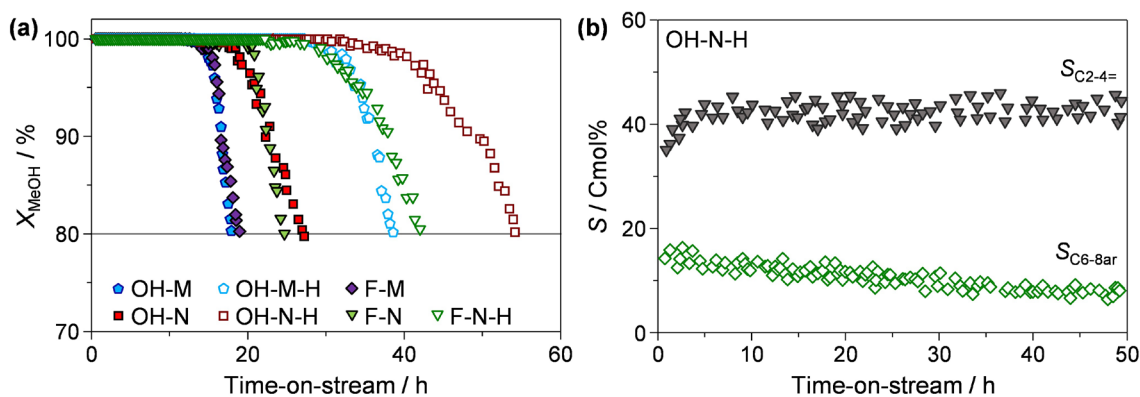 (a)
100
90
80
70
X_MeOH / %
OH-M OH-M-H F-M
OH-N OH-N-H F-N F-N-H
0 20 40 60
Time-on-stream / h
(b)
60
40
20
0
S / Cmol%
OH-N-H
S_C2-4=
S_C6-8ar
0 10 20 30 40 50
Time-on-stream / h